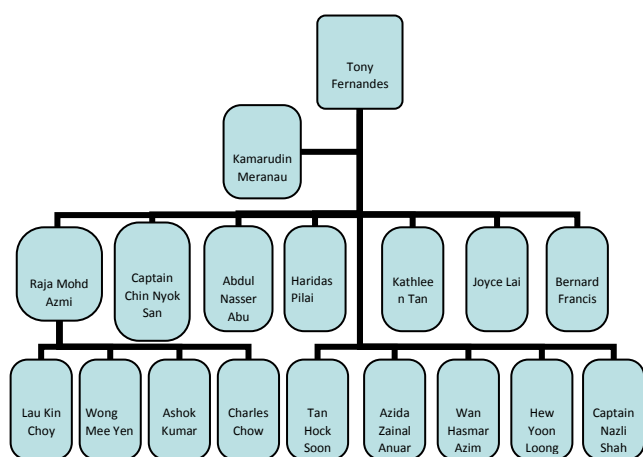 Tony
Fernandes
Kamarudin
Meranau
Raja Mohd
Azmi
Captain
Chin Nyok
San
Abdul
Nasser
Abu
Haridas
Pilai
Kathlee
n Tan
Joyce Lai
Bernard
Francis
Lau Kin
Choy
Wong
Mee Yen
Ashok
Kumar
Charles
Chow
Tan
Hock
Soon
Azida
Zainal
Anuar
Wan
Hasmar
Azim
Hew
Yoon
Loong
Captain
Nazli
Shah